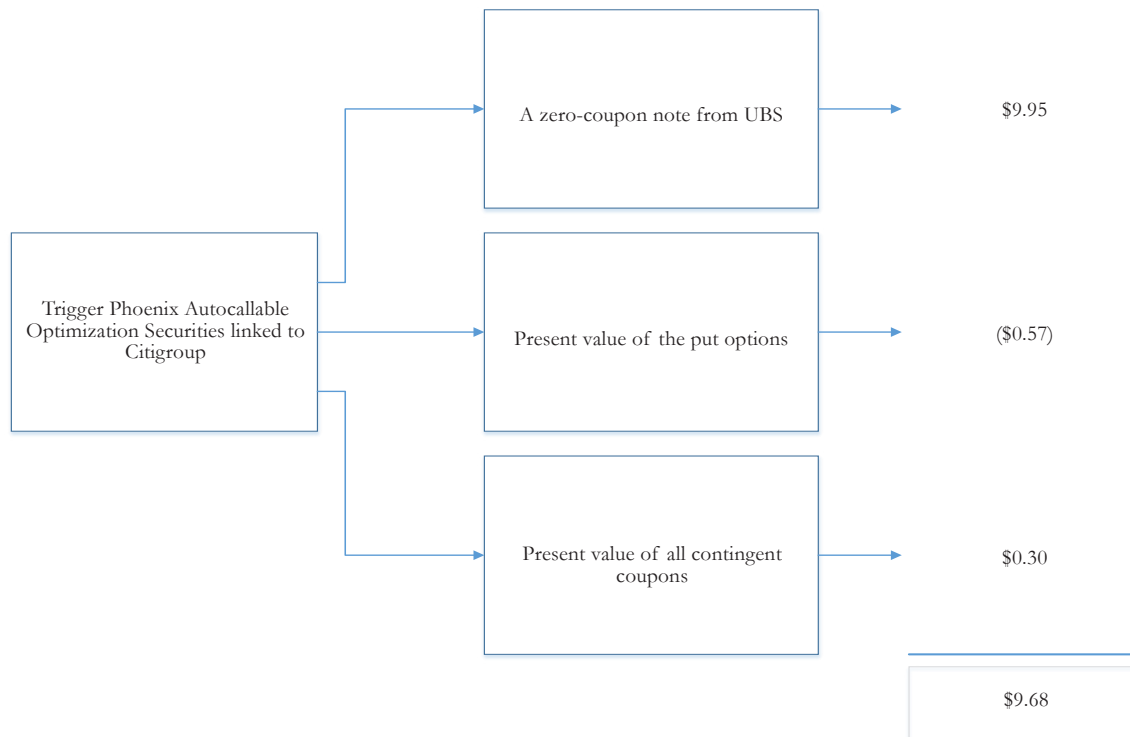 A zero-coupon note from UBS
$9.95
Trigger Phoenix Autocallable
Optimization Securities linked to
Citigroup
Present value of the put options
($0.57)
Present value of all contingent
coupons
$0.30
$9.68